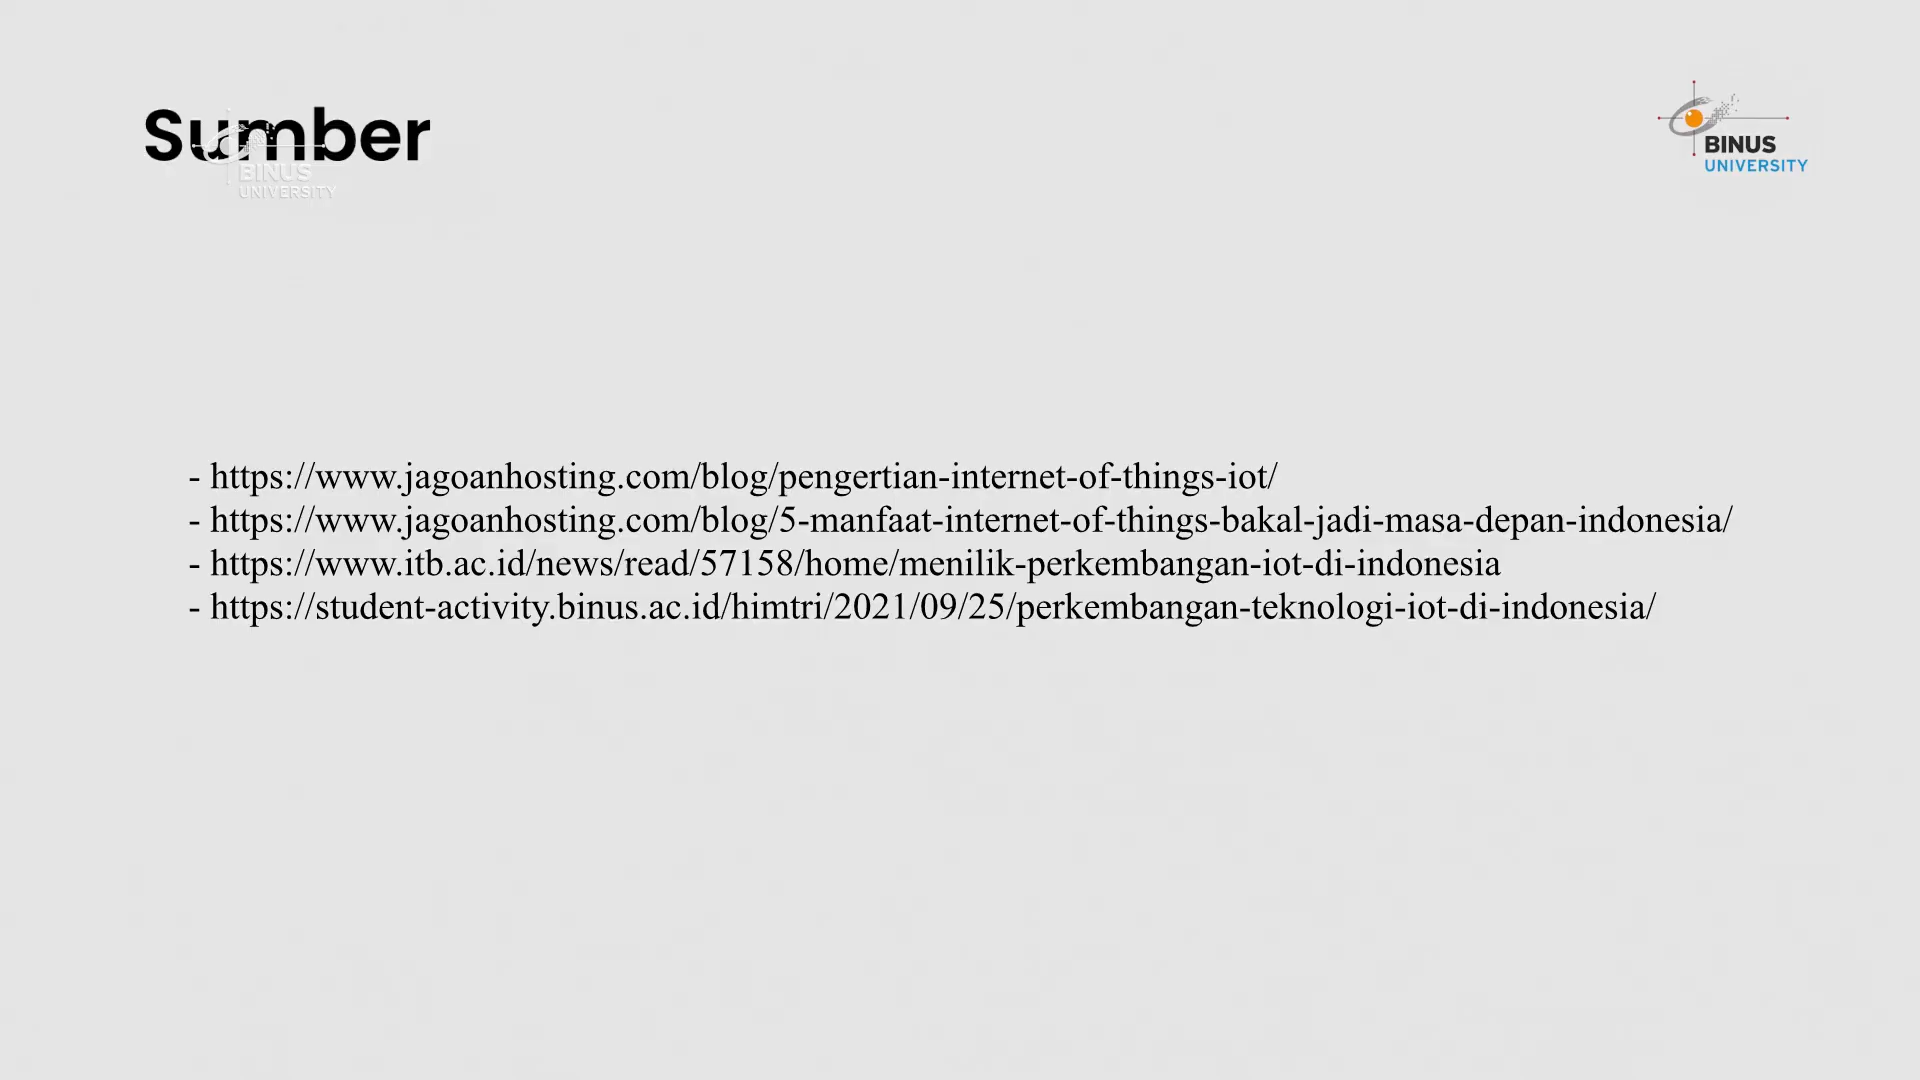 Sumber
BINUS
UNIVERSITY
BINUS
UNIVERSITY
- https://www.jagoanhosting.com/blog/pengertian-internet-of-things-iot/
- https://www.jagoanhosting.com/blog/5-manfaat-internet-of-things-bakal-jadi-masa-depan-indonesia/
- https://www.itb.ac.id/news/read/57158/home/menilik-perkembangan-iot-di-indonesia
- https://student-activity.binus.ac.id/himtri/2021/09/25/perkembangan-teknologi-iot-di-indonesia/